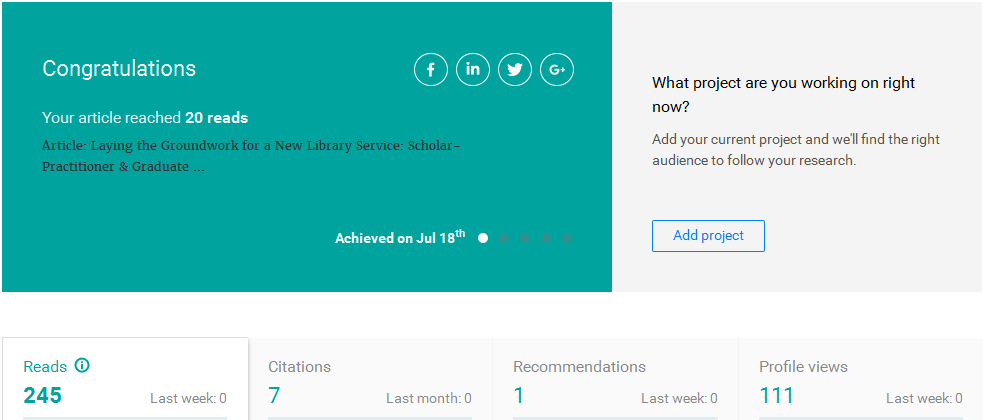 Congratulations
Your article reached 20 reads
Article: Laying the Groundwork for a New Library Service: Scholar-
Practitioner & Graduate ...
Achieved on Jul 18th
What project are you working on right
now?
Add your current project and we'll find the right
audience to follow your research.
Add project
Reads
245
Last week: 0
Citations
7
Last month: 0
Recommendations
1
Last week: 0
Profile views
111
Last week: 0